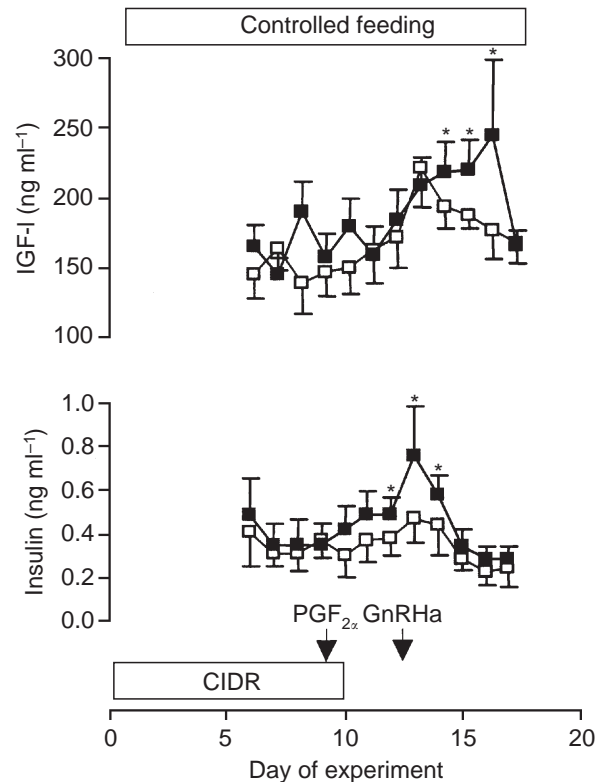 Controlled feeding
IGF-I (ng ml⁻¹)
300
250
200
150
100
* * *
Insulin (ng ml⁻¹)
1.0
0.8
0.6
0.4
0.2
0.0
* * *
PGF₂α GnRHa
CIDR
0 5 10 15 20
Day of experiment